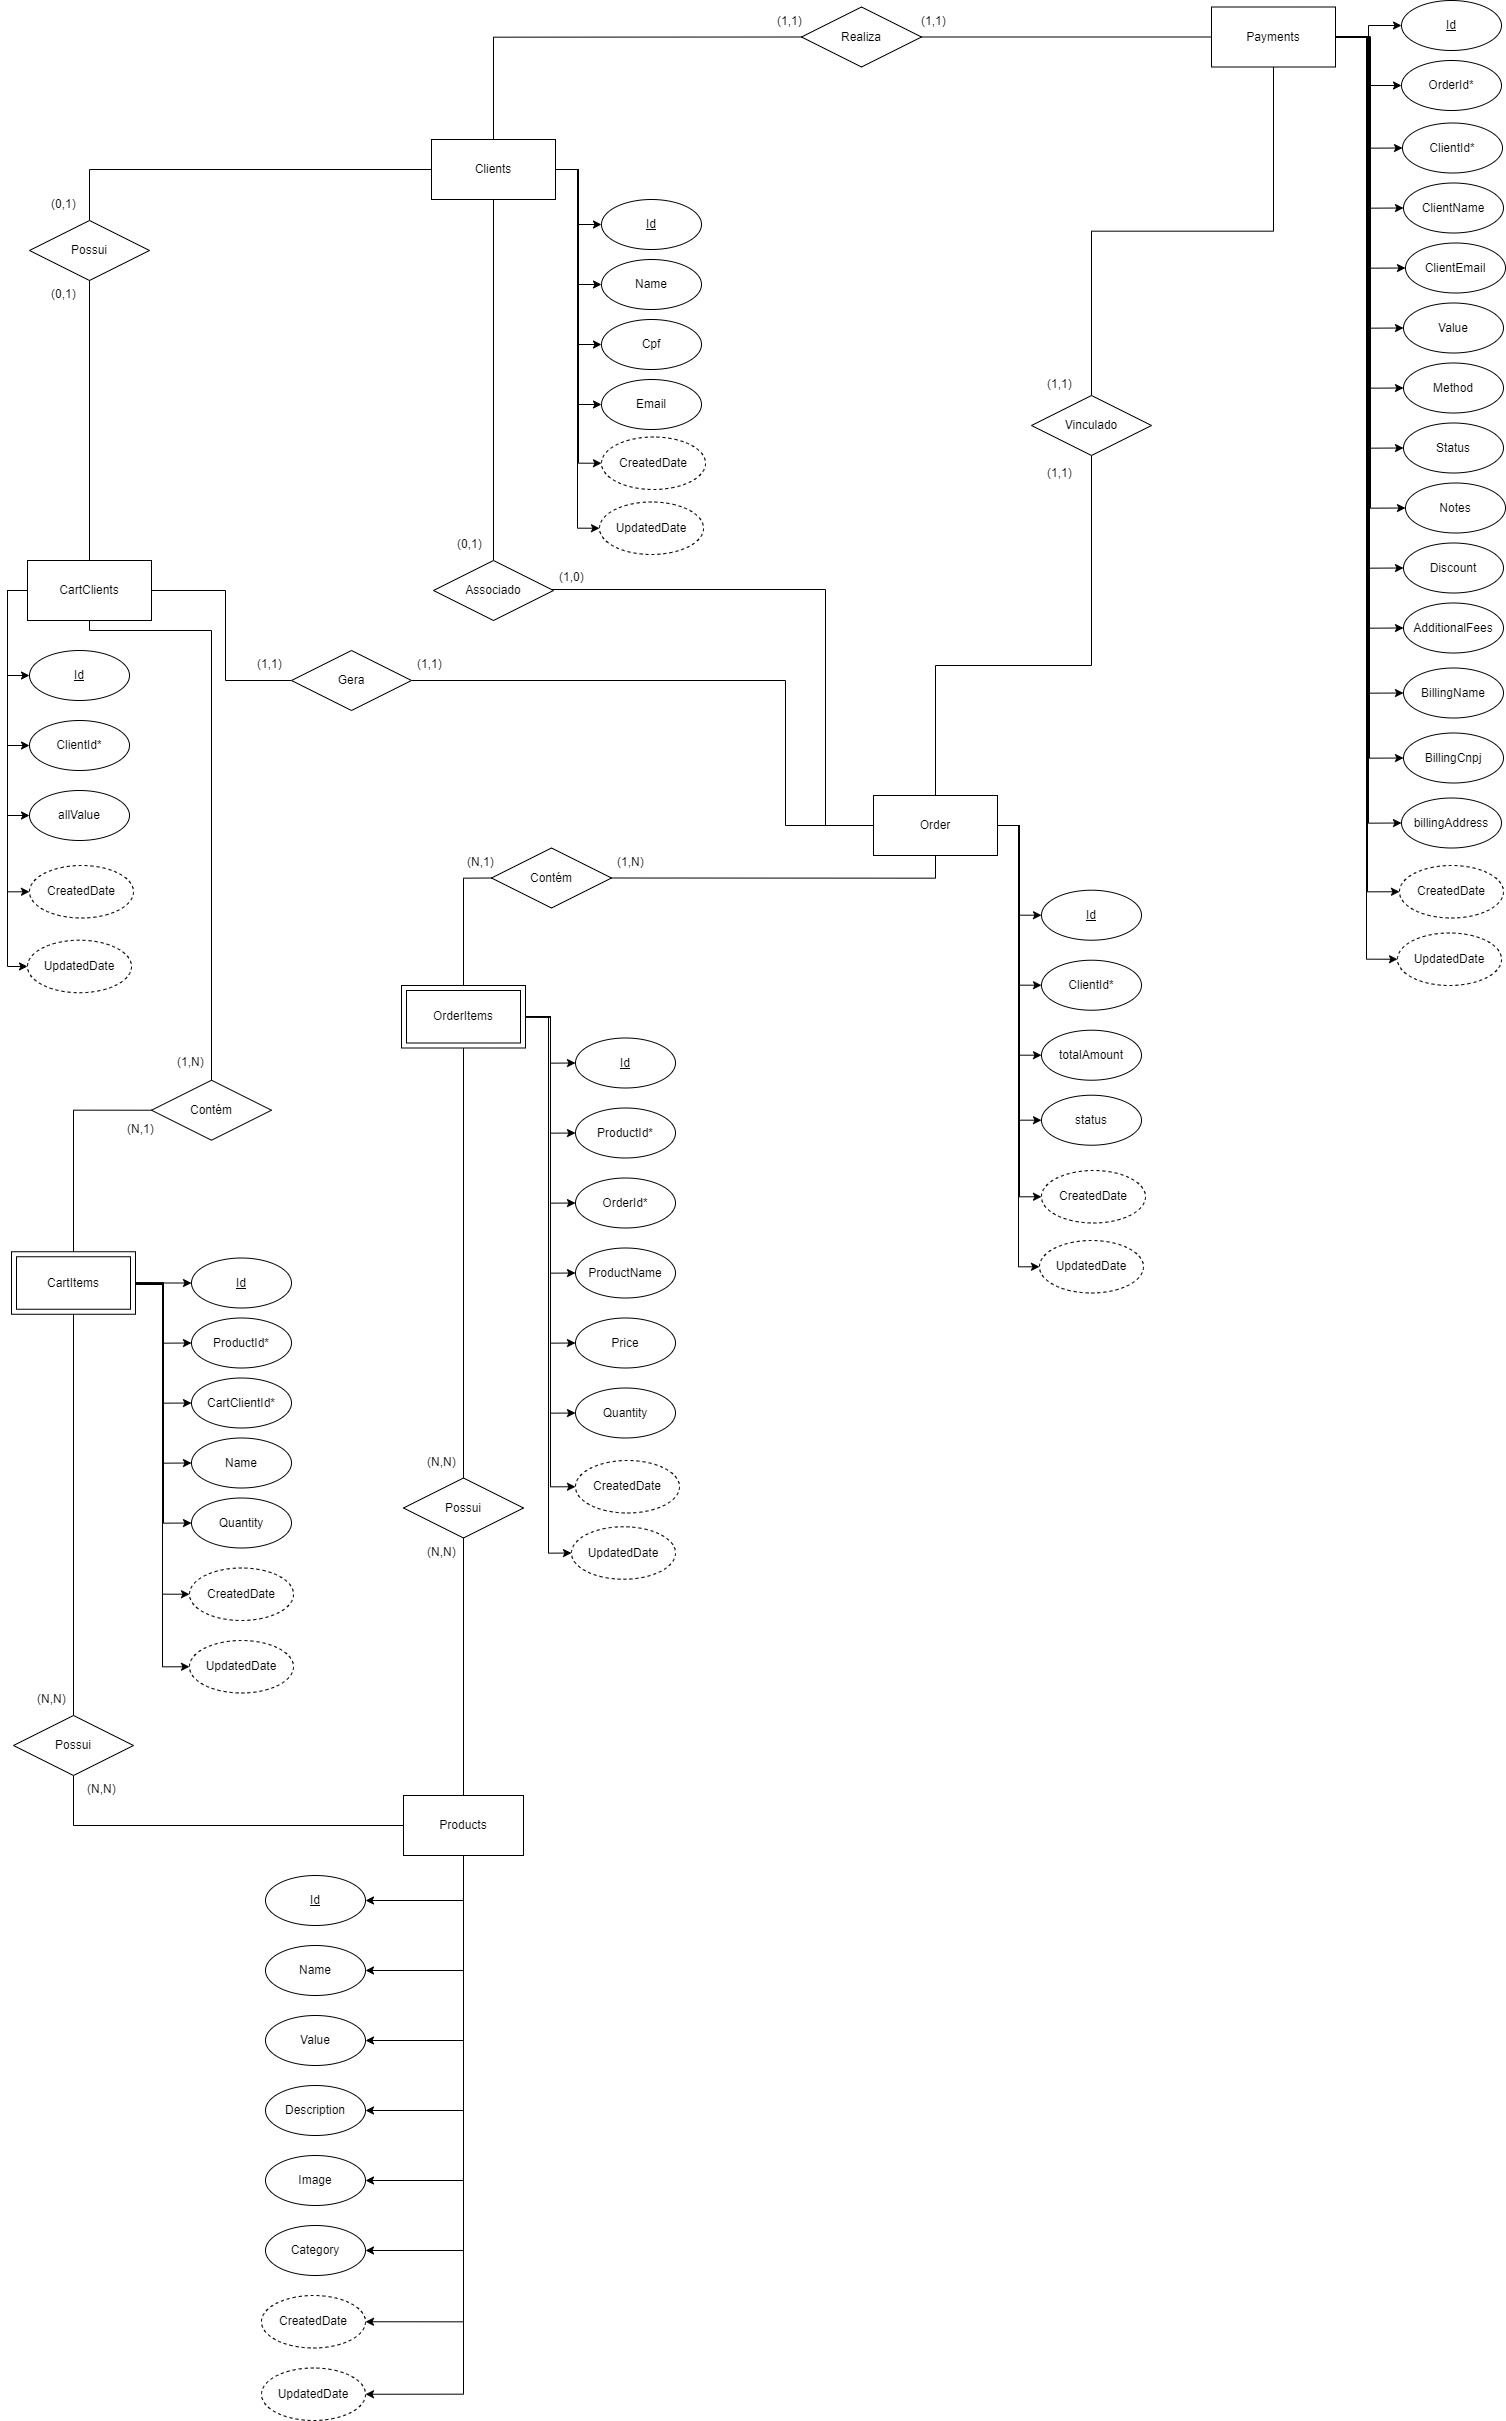 (1,1)
Realiza
(1,1)
Payments
Id
OrderId*
ClientId*
ClientName
ClientEmail
Value
Method
Status
Notes
Discount
AdditionalFees
BillingName
BillingCnpj
billingAddress
CreatedDate
UpdatedDate
Clients
Id
Name
Cpf
Email
CreatedDate
UpdatedDate
(0,1)
Possui
(0,1)
(1,1)
Vinculado
(1,1)
(0,1)
Associado
(1,0)
CartClients
Id
ClientId*
allValue
CreatedDate
UpdatedDate
(1,1)
Gera
(1,1)
Order
Id
ClientId*
totalAmount
status
CreatedDate
UpdatedDate
(N,1)
Contém
(1,N)
OrderItems
Id
ProductId*
OrderId*
ProductName
Price
Quantity
CreatedDate
UpdatedDate
(1,N)
Contém
(N,1)
CartItems
Id
ProductId*
CartClientId*
Name
Quantity
CreatedDate
UpdatedDate
(N,N)
Possui
(N,N)
(N,N)
Possui
(N,N)
Products
Id
Name
Value
Description
Image
Category
CreatedDate
UpdatedDate